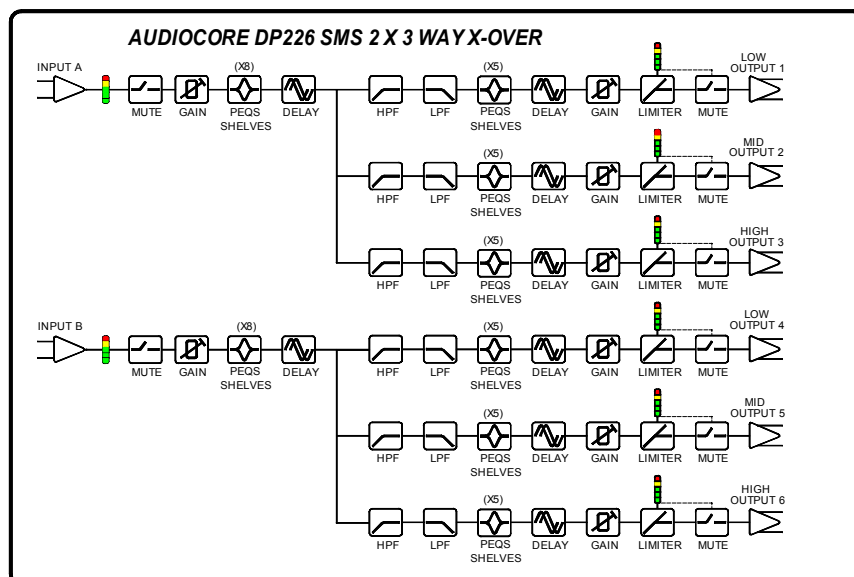 AUDIOCORE DP226 SMS 2 X 3 WAY X-OVER
INPUT A
(X8)
MUTE GAIN PEQS SHELVES DELAY
(X5)
LOW OUTPUT 1
HPF LPF PEQS SHELVES DELAY GAIN LIMITER MUTE
(X5)
MID OUTPUT 2
HPF LPF PEQS SHELVES DELAY GAIN LIMITER MUTE
(X5)
HIGH OUTPUT 3
HPF LPF PEQS SHELVES DELAY GAIN LIMITER MUTE
INPUT B
(X8)
MUTE GAIN PEQS SHELVES DELAY
(X5)
LOW OUTPUT 4
HPF LPF PEQS SHELVES DELAY GAIN LIMITER MUTE
(X5)
MID OUTPUT 5
HPF LPF PEQS SHELVES DELAY GAIN LIMITER MUTE
(X5)
HIGH OUTPUT 6
HPF LPF PEQS SHELVES DELAY GAIN LIMITER MUTE